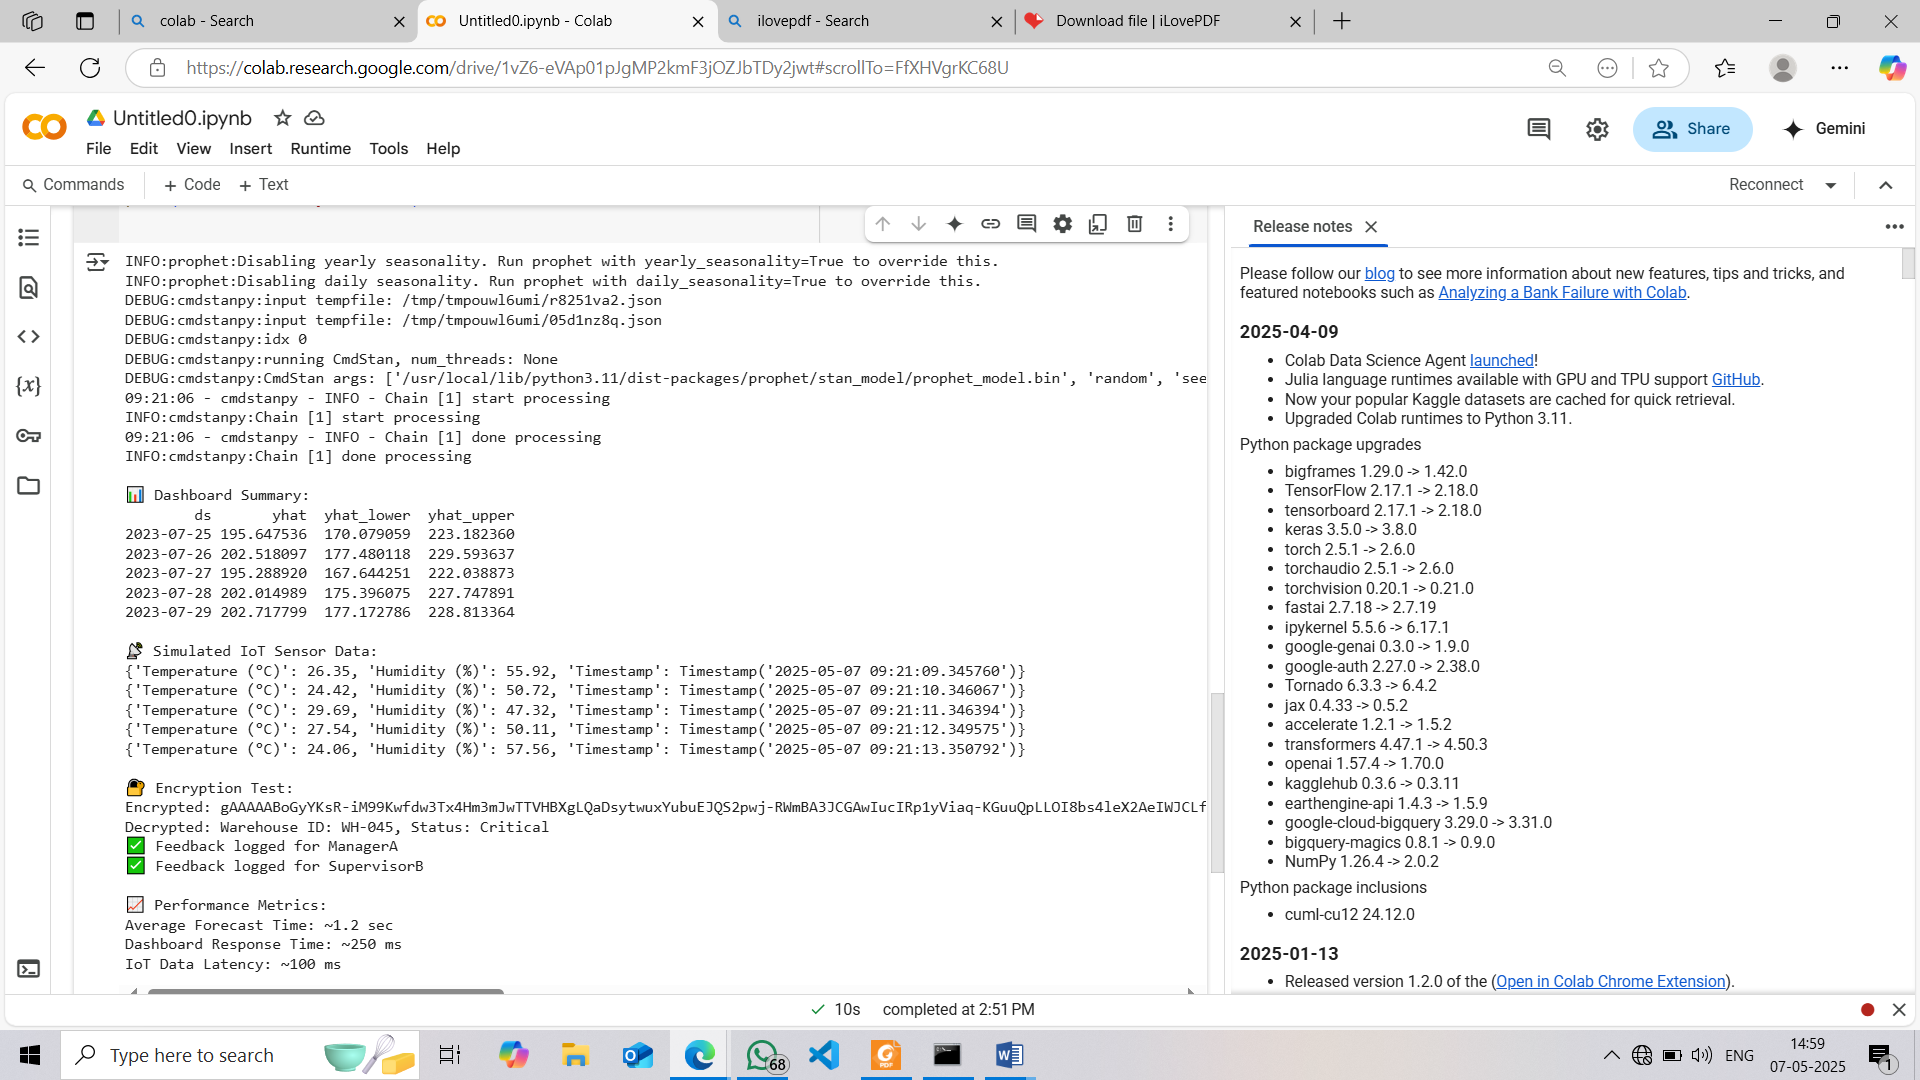 colab - Search
Untitled0.ipynb - Colab
ilovepdf - Search
Download file | iLovePDF
https://colab.research.google.com/drive/1vZ6-eVAp01pJgMP2kmF3jOZJbTDy2jwt#scrollTo=FfXHVgrKC68U
CO
Untitled0.ipynb
Share
Gemini
File Edit View Insert Runtime Tools Help
Commands + Code + Text
Reconnect
INFO:prophet:Disabling yearly seasonality. Run prophet with yearly_seasonality=True to override this.
INFO:prophet:Disabling daily seasonality. Run prophet with daily_seasonality=True to override this.
DEBUG:cmdstanpy:input tempfile: /tmp/tmpouwl6umi/r8251va2.json
DEBUG:cmdstanpy:input tempfile: /tmp/tmpouwl6umi/05d1nz8q.json
DEBUG:cmdstanpy:idx 0
DEBUG:cmdstanpy:running CmdStan, num_threads: None
DEBUG:cmdstanpy:CmdStan args: ['/usr/local/lib/python3.11/dist-packages/prophet/stan_model/prophet_model.bin', 'random', 'see
09:21:06 - cmdstanpy - INFO - Chain [1] start processing
INFO:cmdstanpy:Chain [1] start processing
09:21:06 - cmdstanpy - INFO - Chain [1] done processing
INFO:cmdstanpy:Chain [1] done processing
📊 Dashboard Summary:
ds yhat yhat_lower yhat_upper
2023-07-25 195.647536 170.079059 223.182360
2023-07-26 202.518097 177.480118 229.593637
2023-07-27 195.288920 167.644251 222.038873
2023-07-28 202.014989 175.396075 227.747891
2023-07-29 202.717799 177.172786 228.813364
📡 Simulated IoT Sensor Data:
{'Temperature (°C)': 26.35, 'Humidity (%)': 55.92, 'Timestamp': Timestamp('2025-05-07 09:21:09.345760')}
{'Temperature (°C)': 24.42, 'Humidity (%)': 50.72, 'Timestamp': Timestamp('2025-05-07 09:21:10.346067')}
{'Temperature (°C)': 29.69, 'Humidity (%)': 47.32, 'Timestamp': Timestamp('2025-05-07 09:21:11.346394')}
{'Temperature (°C)': 27.54, 'Humidity (%)': 50.11, 'Timestamp': Timestamp('2025-05-07 09:21:12.349575')}
{'Temperature (°C)': 24.06, 'Humidity (%)': 57.56, 'Timestamp': Timestamp('2025-05-07 09:21:13.350792')}
🔐 Encryption Test:
Encrypted: gAAAAABoGyYKsR-iM99Kwfdw3Tx4Hm3mJwTTVHBXgLQaDsytwuxYubuEJQS2pwj-RWmBA3JCGAwIucIRp1yViaq-KGuuQpLLOI8bs4leX2AeIWJCLf
Decrypted: Warehouse ID: WH-045, Status: Critical
✅ Feedback logged for ManagerA
✅ Feedback logged for SupervisorB
📈 Performance Metrics:
Average Forecast Time: ~1.2 sec
Dashboard Response Time: ~250 ms
IoT Data Latency: ~100 ms
Release notes
Please follow our blog to see more information about new features, tips and tricks, and
featured notebooks such as Analyzing a Bank Failure with Colab.
2025-04-09
• Colab Data Science Agent launched!
• Julia language runtimes available with GPU and TPU support GitHub.
• Now your popular Kaggle datasets are cached for quick retrieval.
• Upgraded Colab runtimes to Python 3.11.
Python package upgrades
• bigframes 1.29.0 -> 1.42.0
• TensorFlow 2.17.1 -> 2.18.0
• tensorboard 2.17.1 -> 2.18.0
• keras 3.5.0 -> 3.8.0
• torch 2.5.1 -> 2.6.0
• torchaudio 2.5.1 -> 2.6.0
• torchvision 0.20.1 -> 0.21.0
• fastai 2.7.18 -> 2.7.19
• ipykernel 5.5.6 -> 6.17.1
• google-genai 0.3.0 -> 1.9.0
• google-auth 2.27.0 -> 2.38.0
• Tornado 6.3.3 -> 6.4.2
• jax 0.4.33 -> 0.5.2
• accelerate 1.2.1 -> 1.5.2
• transformers 4.47.1 -> 4.50.3
• openai 1.57.4 -> 1.70.0
• kagglehub 0.3.6 -> 0.3.11
• earthengine-api 1.4.3 -> 1.5.9
• google-cloud-bigquery 3.29.0 -> 3.31.0
• bigquery-magics 0.8.1 -> 0.9.0
• NumPy 1.26.4 -> 2.0.2
Python package inclusions
• cuml-cu12 24.12.0
2025-01-13
• Released version 1.2.0 of the (Open in Colab Chrome Extension).
✓ 10s completed at 2:51 PM
Type here to search
68
ENG
14:59
07-05-2025
1